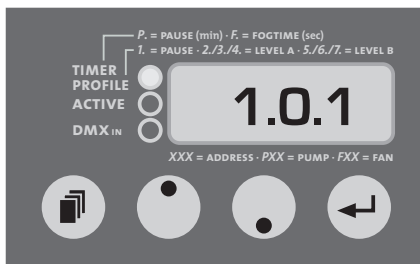 P. = PAUSE (min) · F. = FOGTIME (sec)
1. = PAUSE · 2./3./4. = LEVEL A · 5./6./7. = LEVEL B
TIMER
PROFILE
ACTIVE
DMX IN
1.0.1
XXX = ADDRESS · PXX = PUMP · FXX = FAN